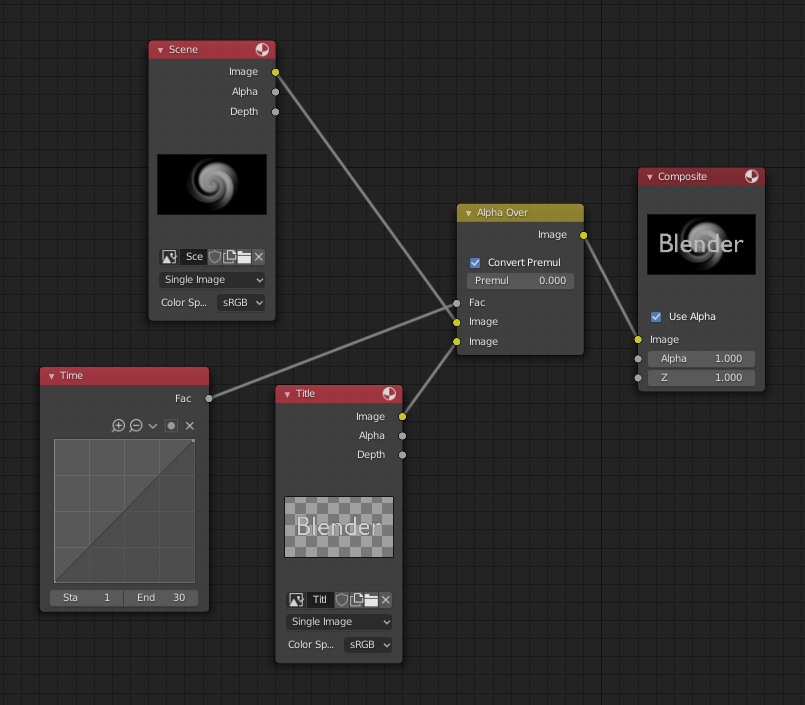 Scene
Image
Alpha
Depth
Sce
Single Image
Color Sp... sRGB
Time
Fac
Sta 1 End 30
Title
Image
Alpha
Depth
Blender
Titl
Single Image
Color Sp... sRGB
Alpha Over
Image
Convert Premul
Premul 0.000
Fac
Image
Image
Composite
Blender
Use Alpha
Image
Alpha 1.000
Z 1.000